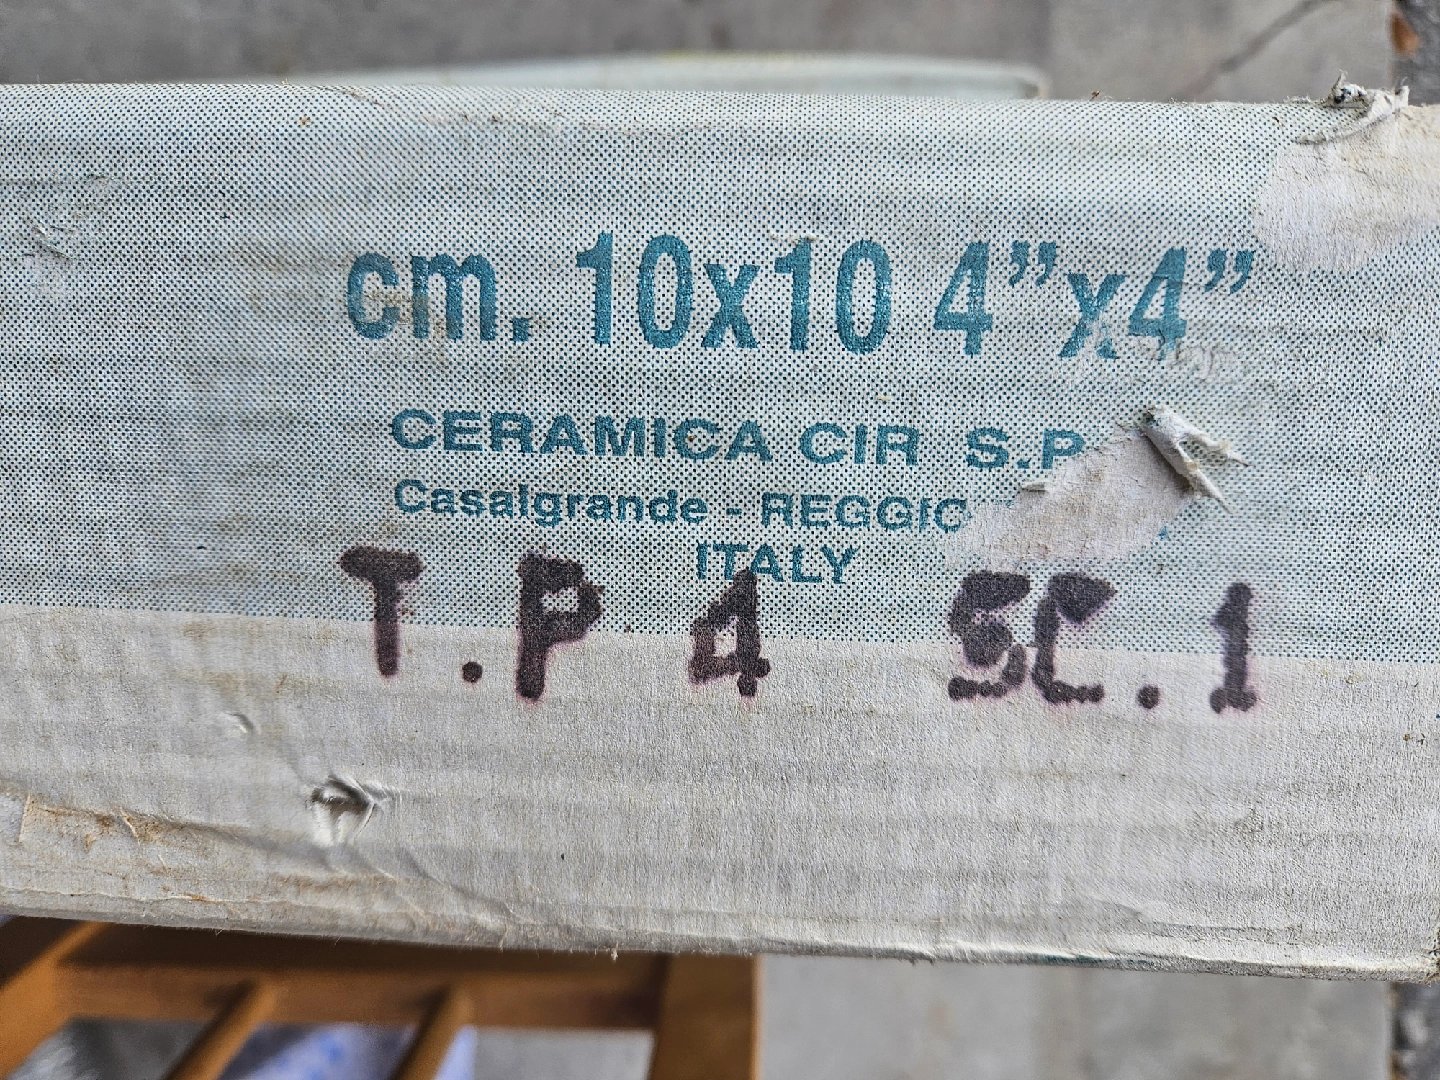 cm. 10x10 4”x4”
CERAMICA CIR S.P
Casalgrande - REGGIO
ITALY
T.P 4 SC.1